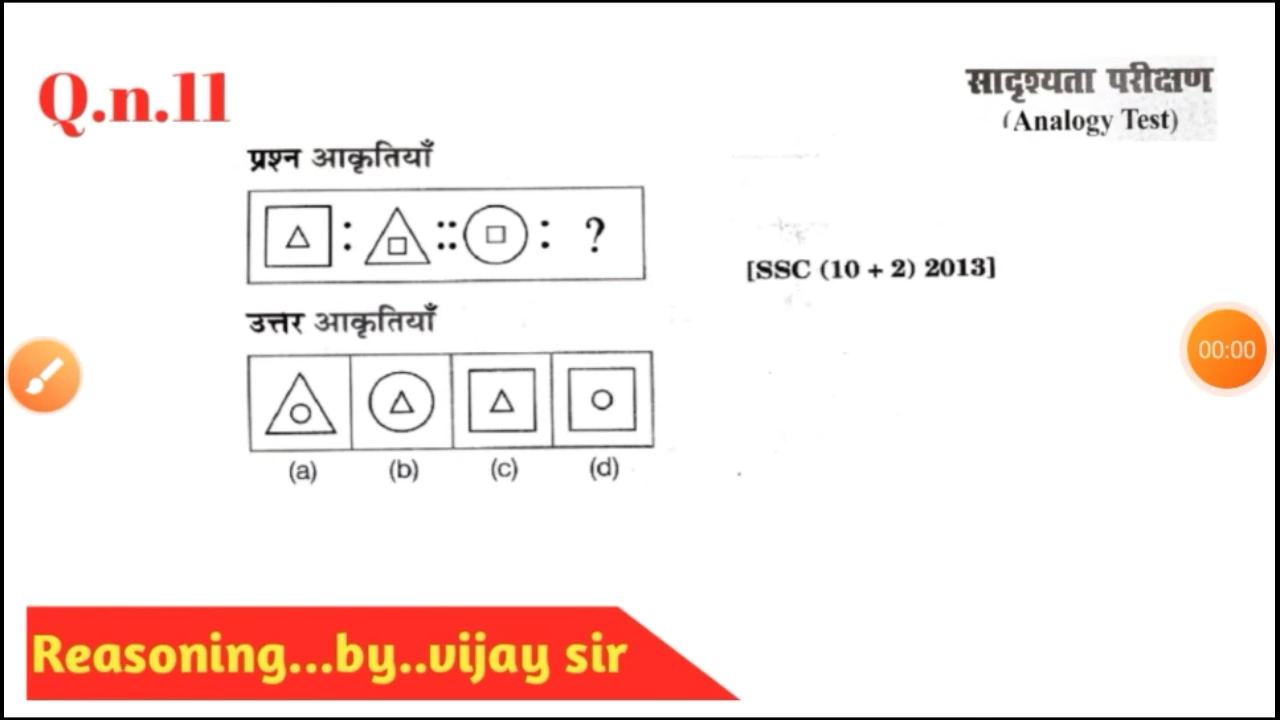 Q.n.11
सादृश्यता परीक्षण
(Analogy Test)
प्रश्न आकृतियाँ
: :: : ?
[SSC (10 + 2) 2013]
उत्तर आकृतियाँ
00:00
(a) (b) (c) (d)
Reasoning...by..vijay sir